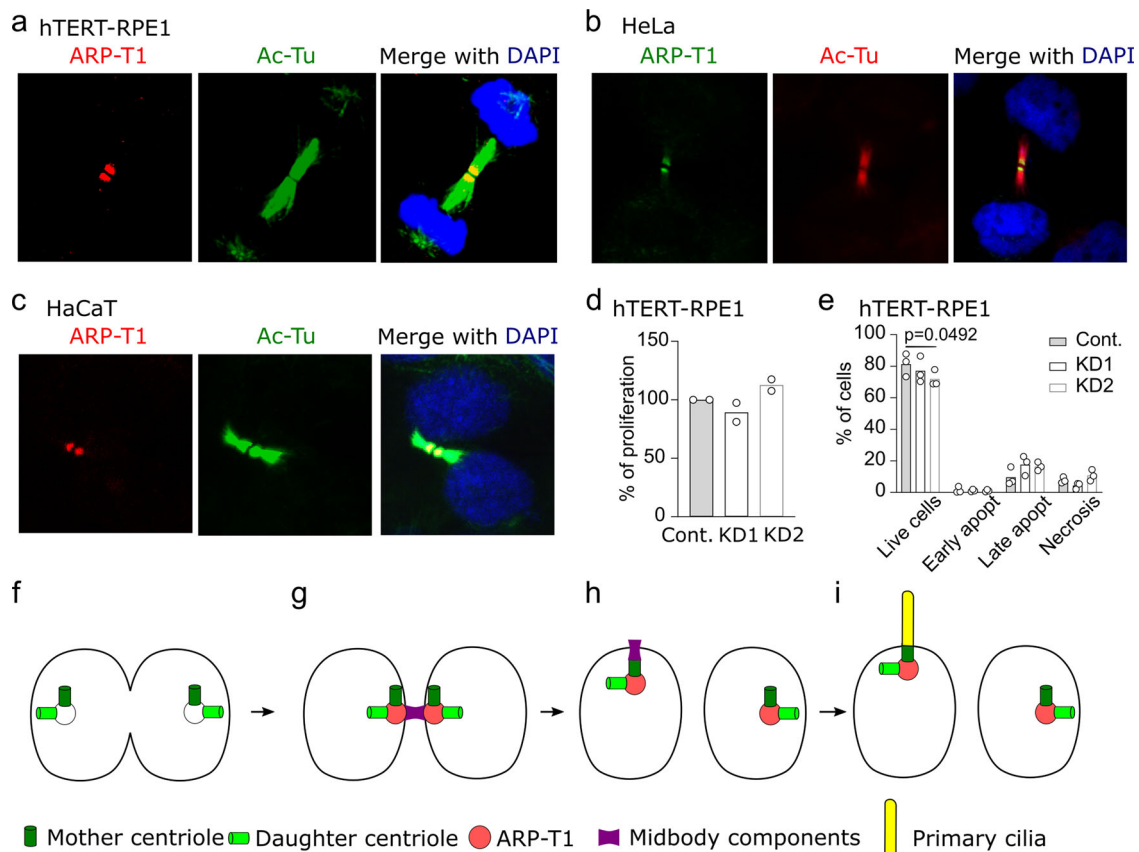 a hTERT-RPE1
ARP-T1 Ac-Tu Merge with DAPI
b HeLa
ARP-T1 Ac-Tu Merge with DAPI
c HaCaT
ARP-T1 Ac-Tu Merge with DAPI
d hTERT-RPE1
% of proliferation
150
100
50
0
Cont. KD1 KD2
e hTERT-RPE1
% of cells
100
80
60
40
20
0
p=0.0492
Cont.
KD1
KD2
Live cells
Early apopt
Late apopt
Necrosis
f g h i
Mother centriole Daughter centriole ARP-T1 Midbody components Primary cilia